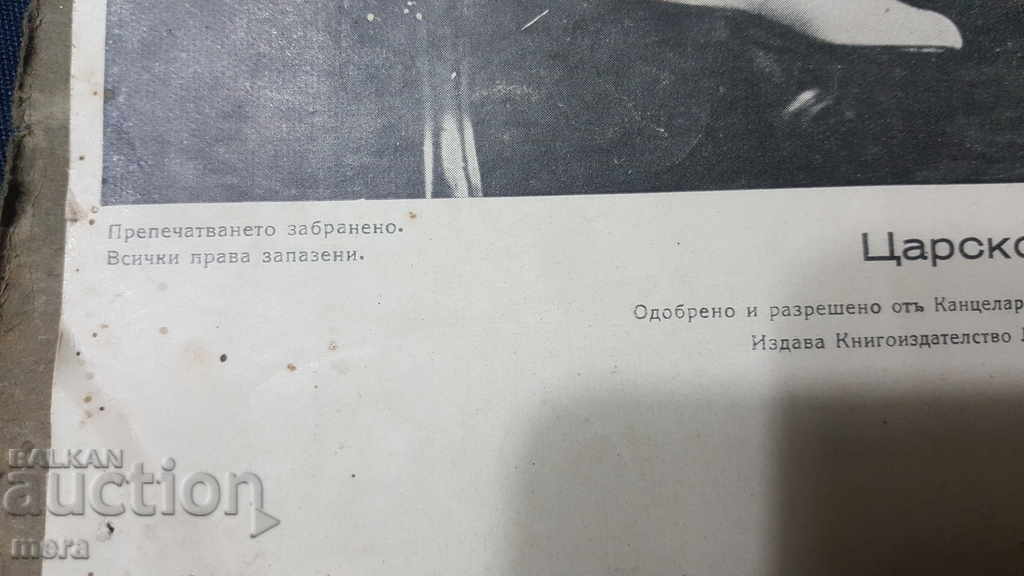 Препечатването забранено.
Всички права запазени.
Царско
Одобрено и разрешено отъ Канцелар
Издава Книгоиздателство
BALKAN
auction
mera